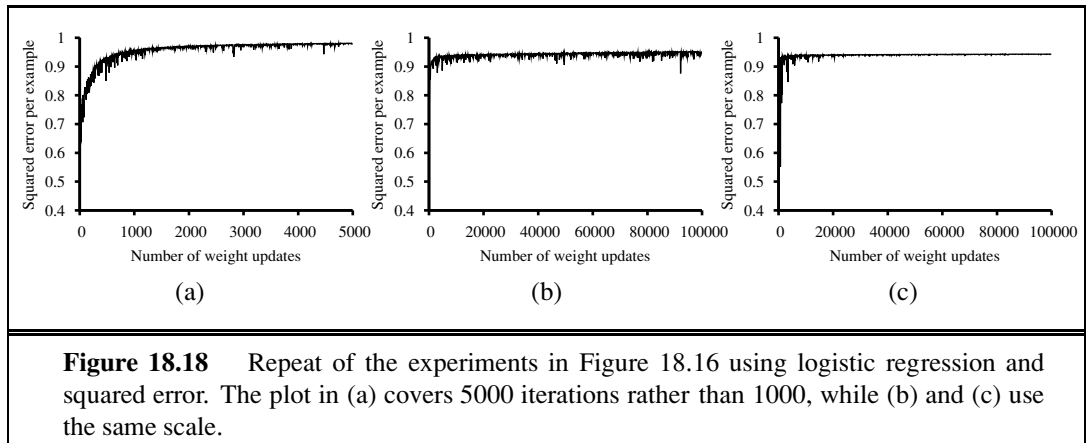 Squared error per example
1
0.9
0.8
0.7
0.6
0.5
0.4
0 1000 2000 3000 4000 5000
Number of weight updates
(a)
Squared error per example
1
0.9
0.8
0.7
0.6
0.5
0.4
0 20000 40000 60000 80000 100000
Number of weight updates
(b)
Squared error per example
1
0.9
0.8
0.7
0.6
0.5
0.4
0 20000 40000 60000 80000 100000
Number of weight updates
(c)
Figure 18.18 Repeat of the experiments in Figure 18.16 using logistic regression and
squared error. The plot in (a) covers 5000 iterations rather than 1000, while (b) and (c) use
the same scale.